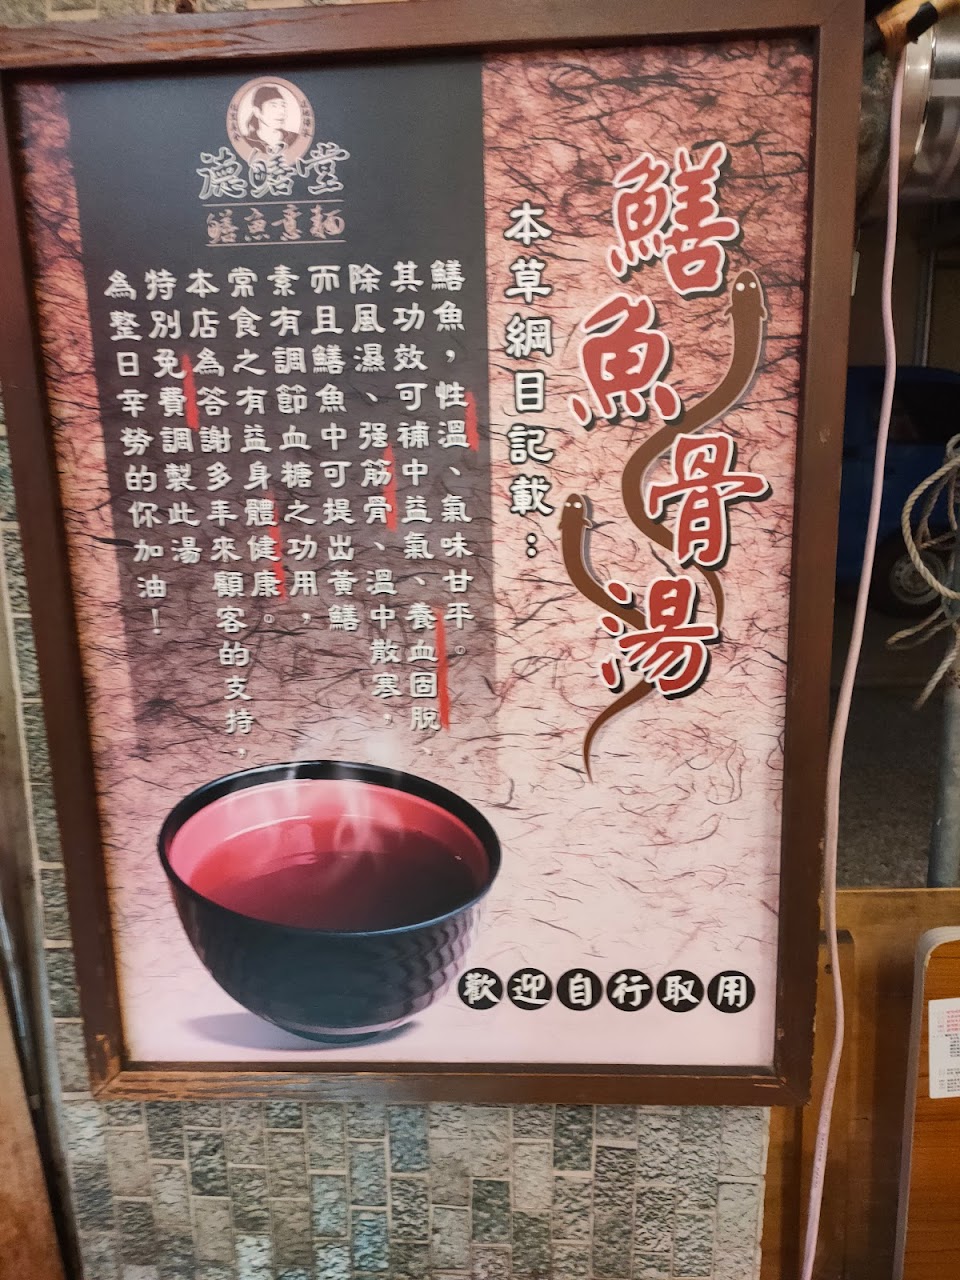 鱔魚骨湯
本草綱目記載：
鱔魚，性溫、氣味甘平。
其功效可補中益氣、養血固脫、
除風濕、强筋骨、溫中散寒，
而且鱔魚中可提出黃鱔
素有調節血糖之功用，
常食之有益身體健康。
本店為答謝多年來顧客的支持，
特別免費調製此湯
為整日辛勞的你加油！
德鱔堂
鱔魚意麵
歡迎自行取用